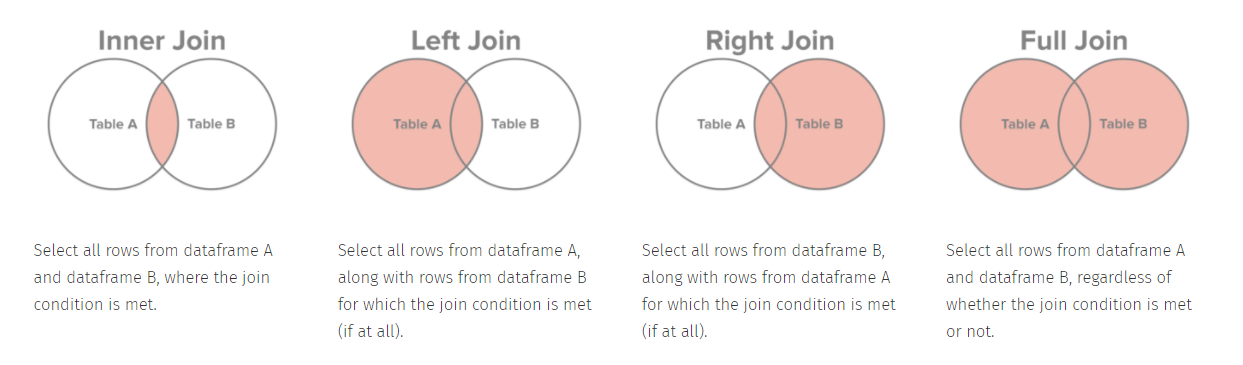 Inner Join
Table A
Table B
Select all rows from dataframe A
and dataframe B, where the join
condition is met.
Left Join
Table A
Table B
Select all rows from dataframe A,
along with rows from dataframe B
for which the join condition is met
(if at all).
Right Join
Table A
Table B
Select all rows from dataframe B,
along with rows from dataframe A
for which the join condition is met
(if at all).
Full Join
Table A
Table B
Select all rows from dataframe A
and dataframe B, regardless of
whether the join condition is met
or not.